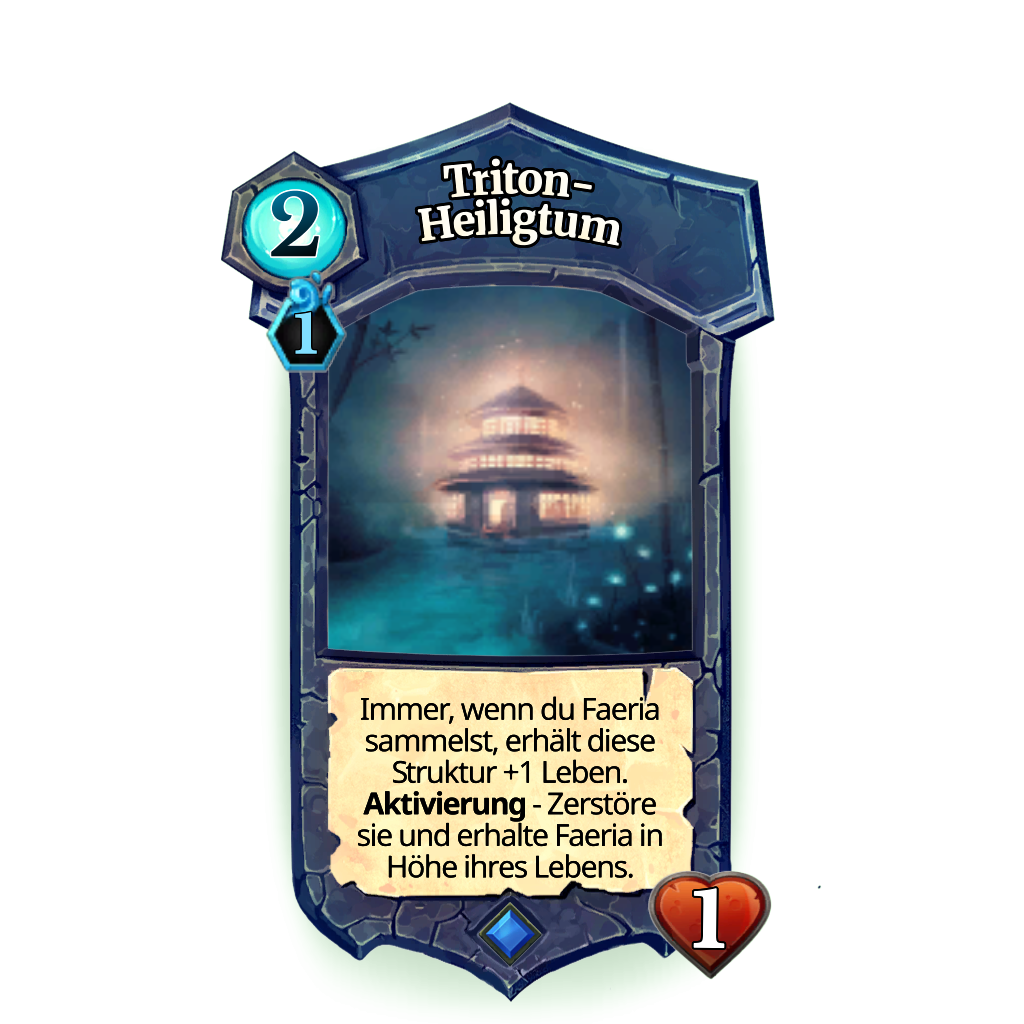 Triton-
Heiligtum
2
1
Immer, wenn du Faeria
sammelst, erhält diese
Struktur +1 Leben.
Aktivierung - Zerstöre
sie und erhalte Faeria in
Höhe ihres Lebens.
1